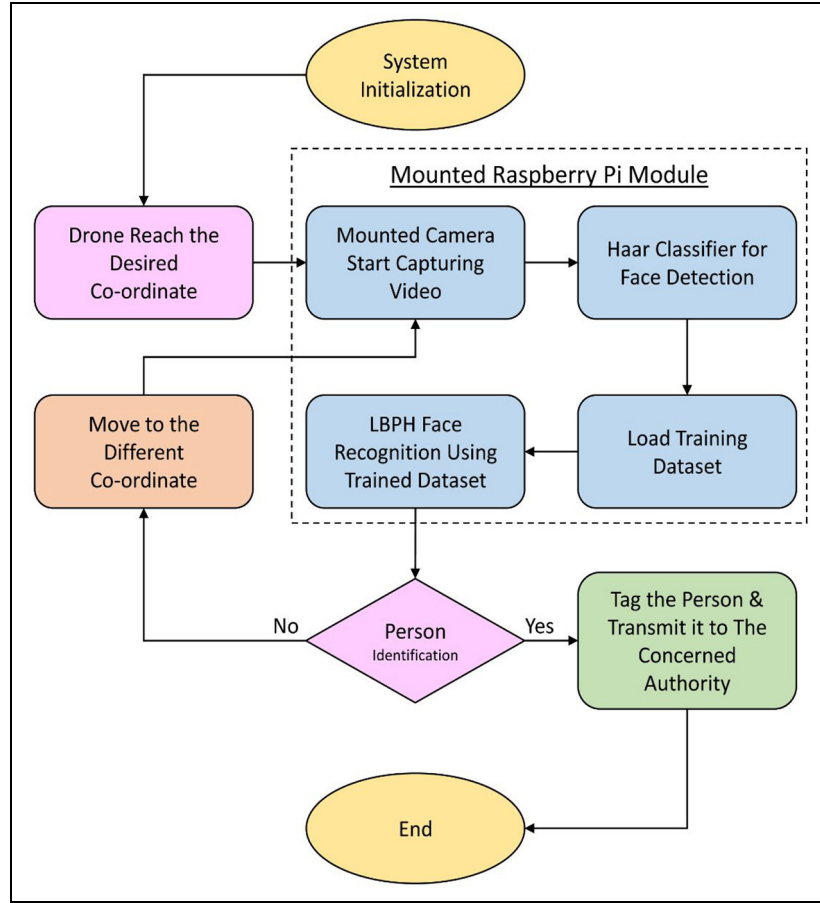 System
Initialization
Mounted Raspberry Pi Module
Drone Reach the
Desired
Co-ordinate
Mounted Camera
Start Capturing
Video
Haar Classifier for
Face Detection
Move to the
Different
Co-ordinate
LBPH Face
Recognition Using
Trained Dataset
Load Training
Dataset
No
Person
Identification
Yes
Tag the Person &
Transmit it to The
Concerned
Authority
End